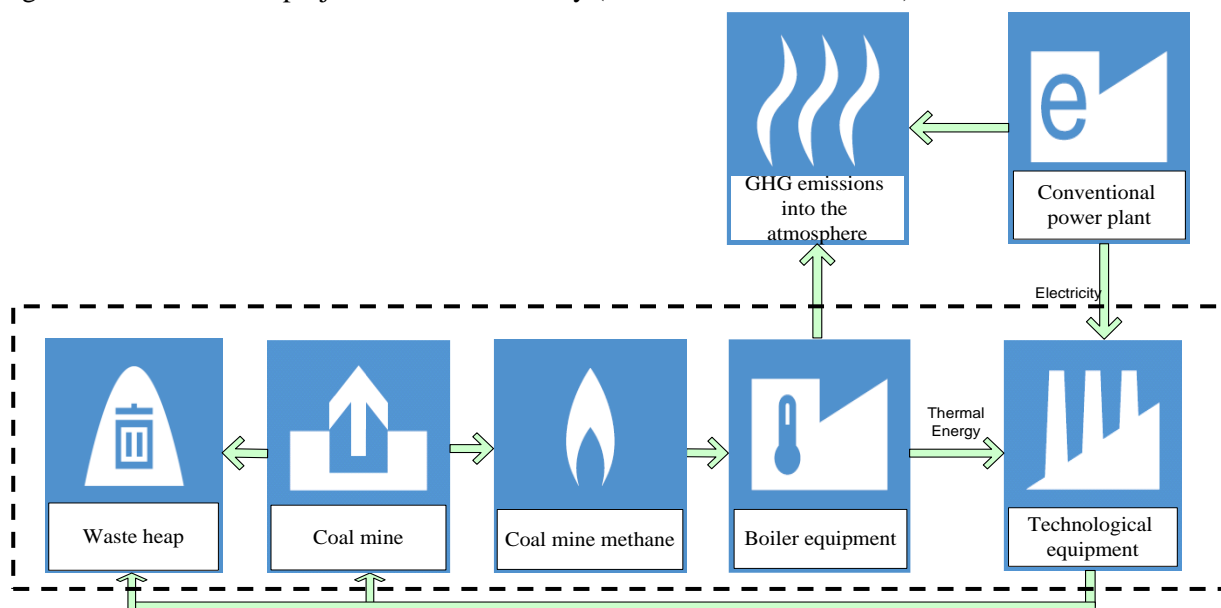 GHG emissions
into the
atmosphere
Conventional
power plant
Electricity
Thermal
Energy
Waste heap
Coal mine
Coal mine methane
Boiler equipment
Technological
equipment